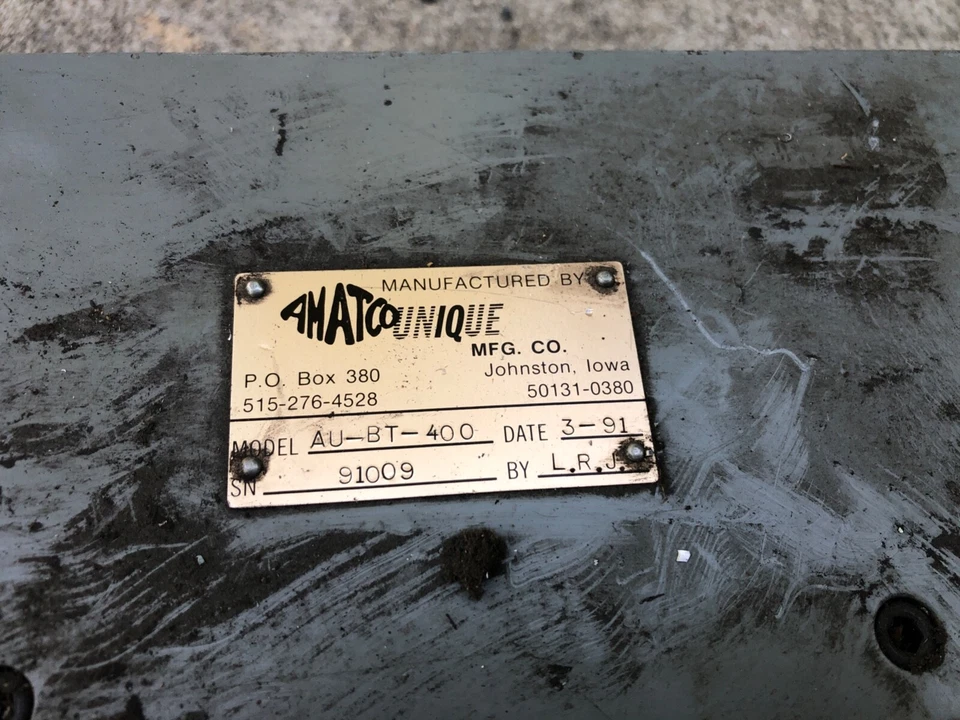 MANUFACTURED BY
AMATCO UNIQUE
MFG. CO.
P.O. Box 380 Johnston, Iowa
515-276-4528 50131-0380
MODEL AU-BT-400 DATE 3-91
SN 91009 BY L.R.J.